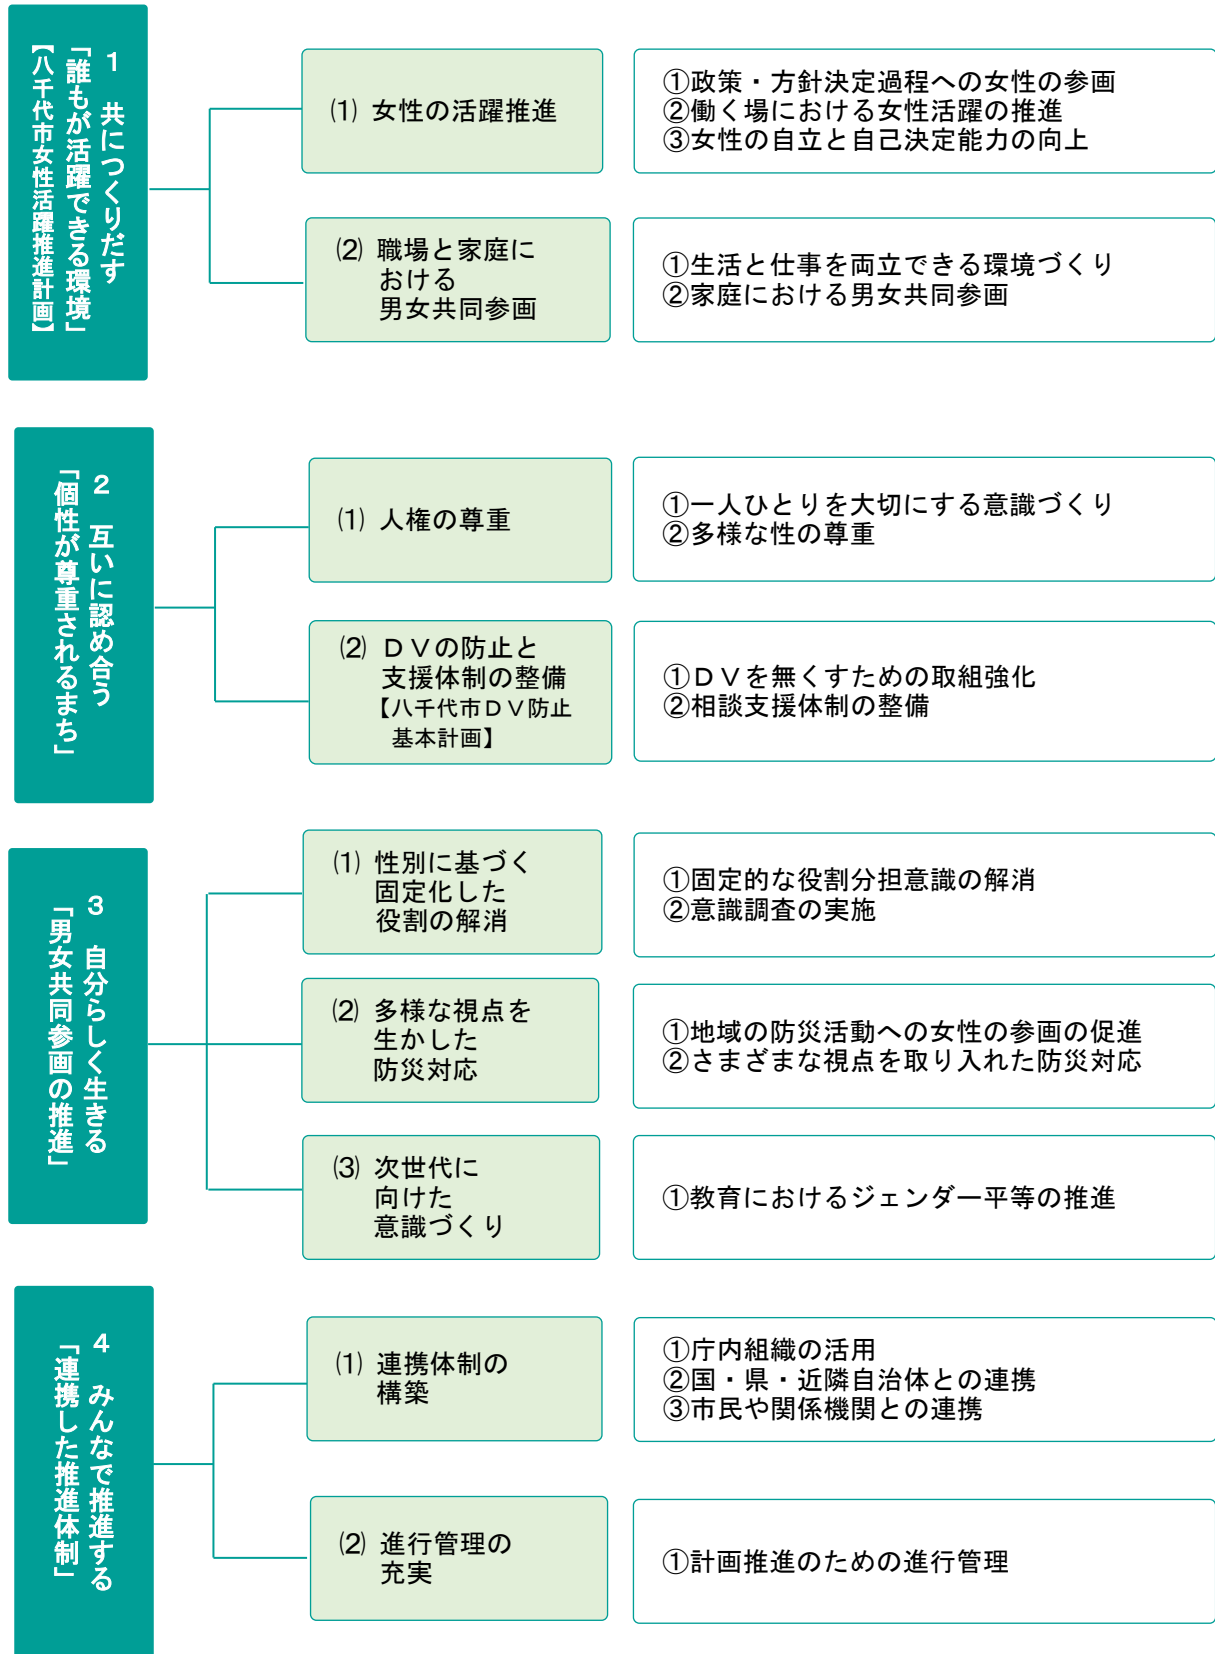 1　共につくりだす
「誰もが活躍できる環境」
【八千代市女性活躍推進計画】
⑴ 女性の活躍推進
①政策・方針決定過程への女性の参画
②働く場における女性活躍の推進
③女性の自立と自己決定能力の向上
⑵ 職場と家庭に
おける
男女共同参画
①生活と仕事を両立できる環境づくり
②家庭における男女共同参画
2　互いに認め合う
「個性が尊重されるまち」
⑴ 人権の尊重
①一人ひとりを大切にする意識づくり
②多様な性の尊重
⑵ ＤＶの防止と
支援体制の整備
【八千代市ＤＶ防止
基本計画】
①ＤＶを無くすための取組強化
②相談支援体制の整備
3　自分らしく生きる
「男女共同参画の推進」
⑴ 性別に基づく
固定化した
役割の解消
①固定的な役割分担意識の解消
②意識調査の実施
⑵ 多様な視点を
生かした
防災対応
①地域の防災活動への女性の参画の促進
②さまざまな視点を取り入れた防災対応
⑶ 次世代に
向けた
意識づくり
①教育におけるジェンダー平等の推進
4　みんなで推進する
「連携した推進体制」
⑴ 連携体制の
構築
①庁内組織の活用
②国・県・近隣自治体との連携
③市民や関係機関との連携
⑵ 進行管理の
充実
①計画推進のための進行管理